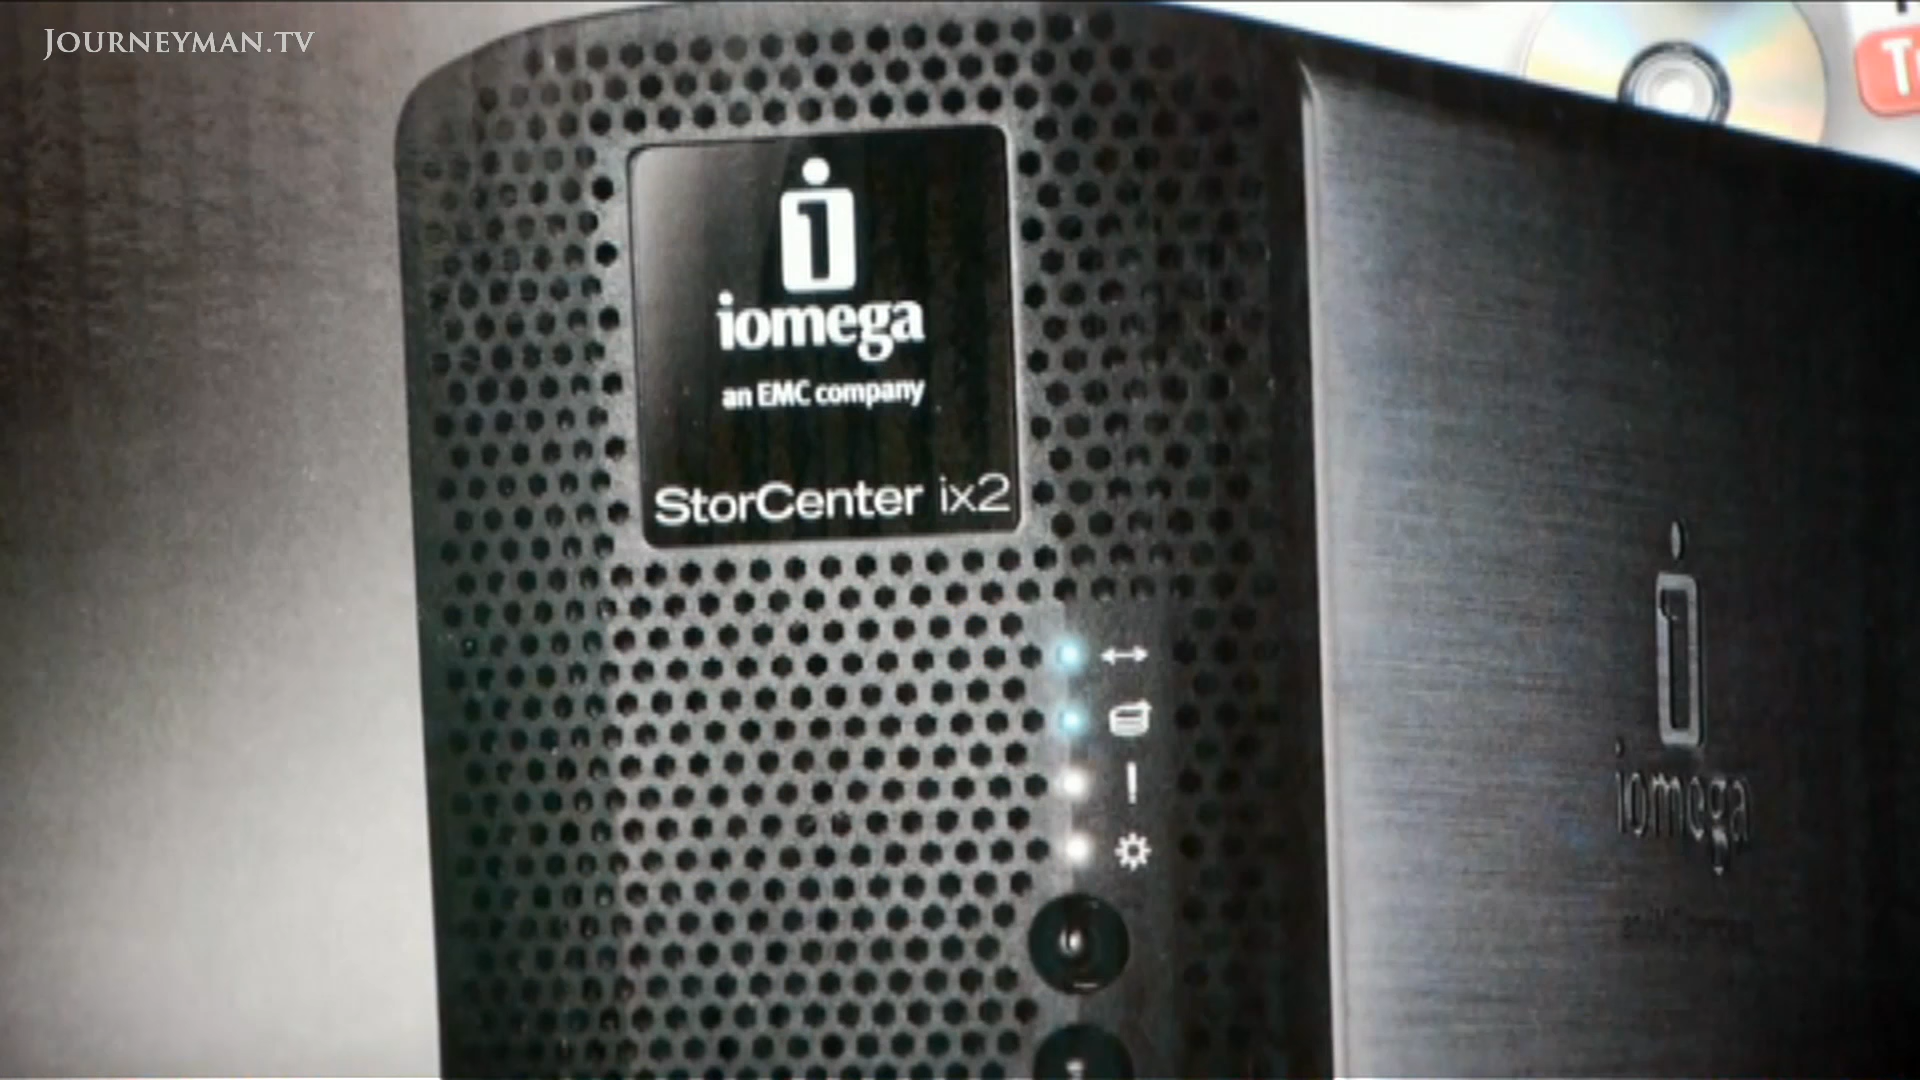 JOURNEYMAN.TV
iomega
an EMC company
StorCenter ix2
iomega